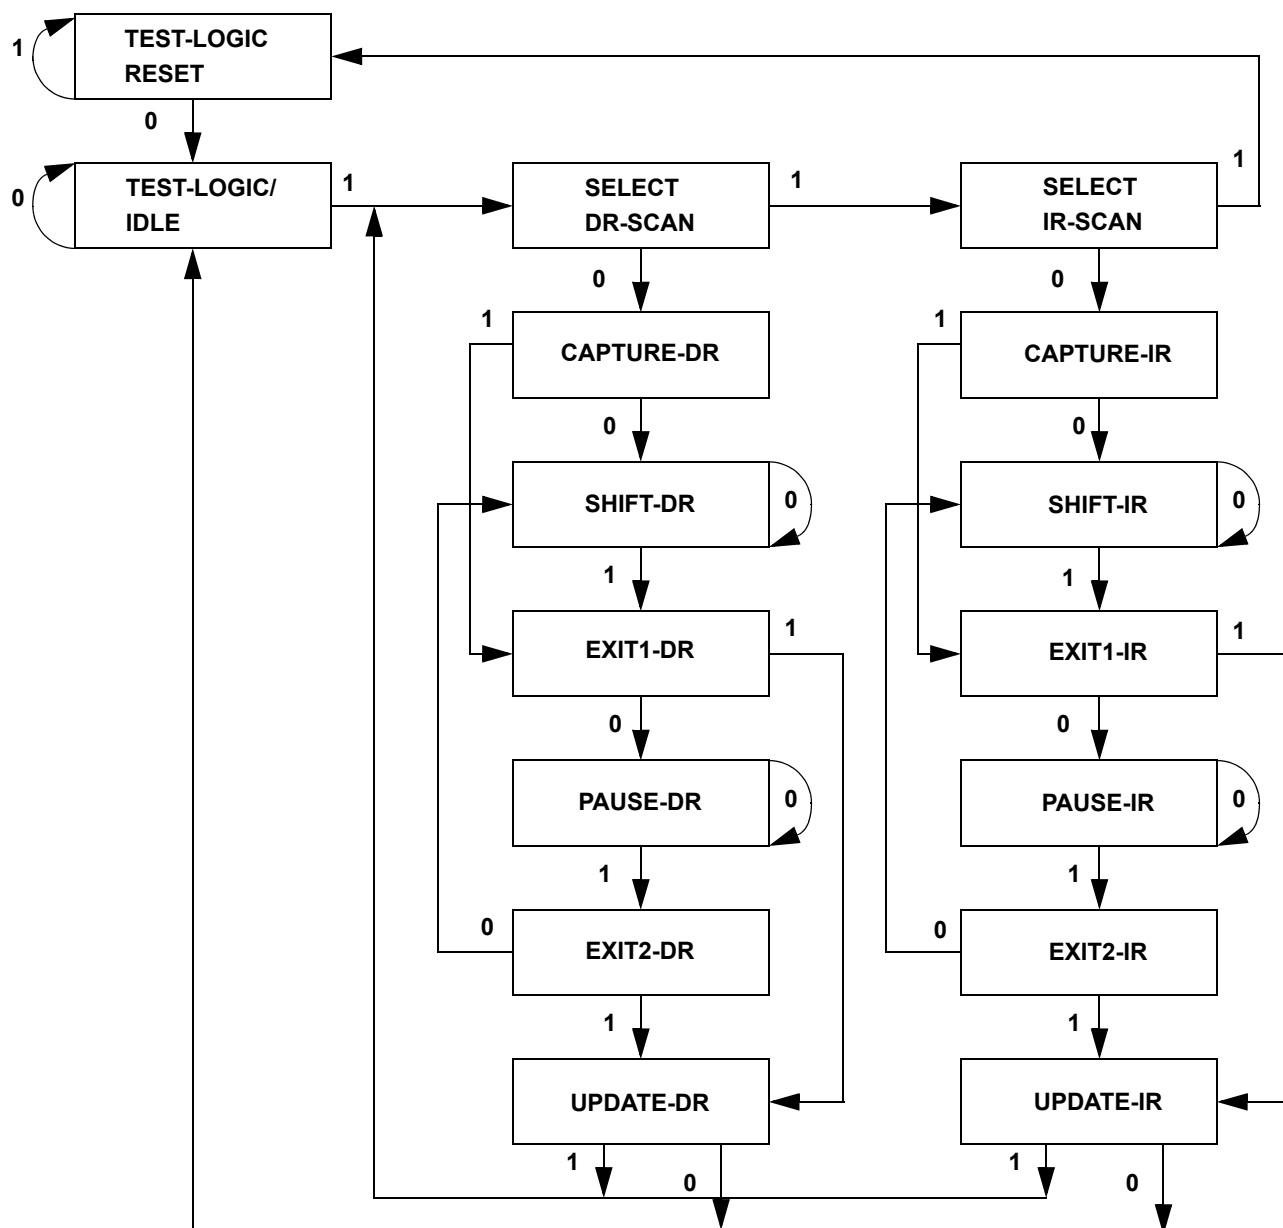 1
TEST-LOGIC
RESET
0
0
TEST-LOGIC/
IDLE
1
SELECT
DR-SCAN
1
SELECT
IR-SCAN
1
0
0
1
CAPTURE-DR
1
CAPTURE-IR
0
0
SHIFT-DR
0
SHIFT-IR
0
1
1
EXIT1-DR
1
EXIT1-IR
1
0
0
PAUSE-DR
0
PAUSE-IR
0
1
1
0
EXIT2-DR
0
EXIT2-IR
1
1
UPDATE-DR
UPDATE-IR
1
0
1
0